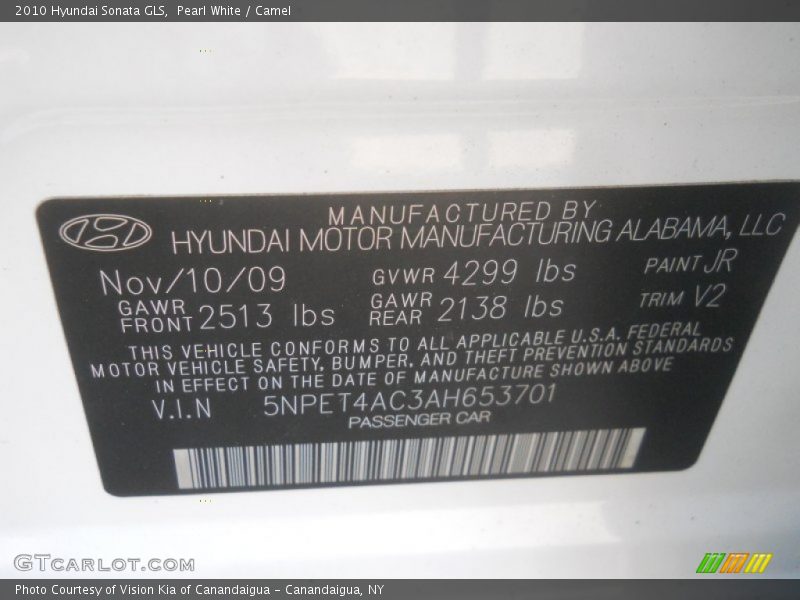 2010 Hyundai Sonata GLS, Pearl White / Camel
MANUFACTURED BY
HYUNDAI MOTOR MANUFACTURING ALABAMA, LLC
Nov/10/09 GVWR 4299 lbs PAINT JR
GAWR FRONT 2513 lbs GAWR REAR 2138 lbs TRIM V2
THIS VEHICLE CONFORMS TO ALL APPLICABLE U.S.A. FEDERAL
MOTOR VEHICLE SAFETY, BUMPER, AND THEFT PREVENTION STANDARDS
IN EFFECT ON THE DATE OF MANUFACTURE SHOWN ABOVE
V.I.N 5NPET4AC3AH653701
PASSENGER CAR
GTCARLOT.COM
Photo Courtesy of Vision Kia of Canandaigua - Canandaigua, NY